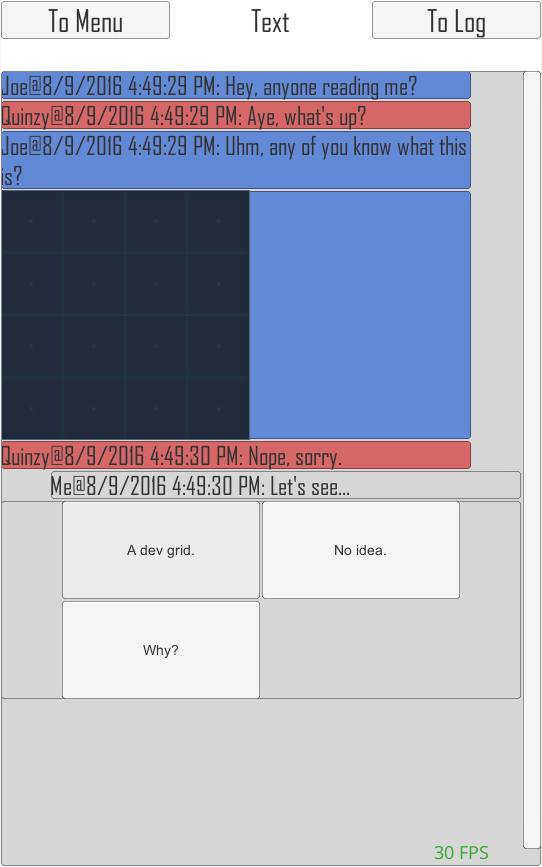 To Menu
Text
To Log
Joe@8/9/2016 4:49:29 PM: Hey, anyone reading me?
Quinzy@8/9/2016 4:49:29 PM: Aye, what's up?
Joe@8/9/2016 4:49:29 PM: Uhm, any of you know what this
is?
Quinzy@8/9/2016 4:49:30 PM: Nope, sorry.
Me@8/9/2016 4:49:30 PM: Let's see...
A dev grid.
No idea.
Why?
30 FPS